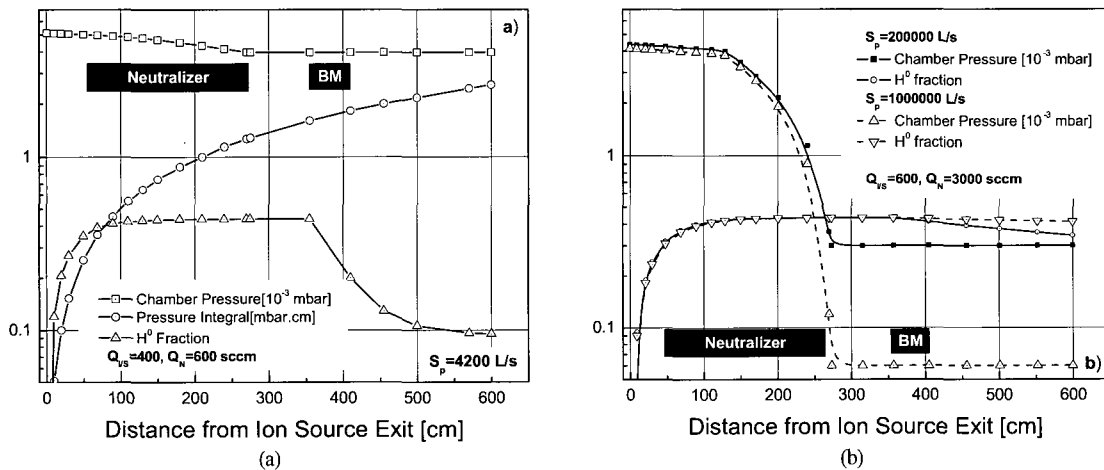 a)
Neutralizer
BM
1
0.1
Chamber Pressure[10⁻³ mbar]
Pressure Integral[mbar.cm]
H⁰ Fraction
Q_I/S=400, Q_N=600 sccm
S_p=4200 L/s
0 100 200 300 400 500 600
Distance from Ion Source Exit [cm]
(a)
S_p=200000 L/s
Chamber Pressure [10⁻³ mbar]
H⁰ fraction
S_p=1000000 L/s
Chamber Pressure [10⁻³ mbar]
H⁰ fraction
Q_I/S=600, Q_N=3000 sccm
1
0.1
Neutralizer
BM
b)
0 100 200 300 400 500 600
Distance from Ion Source Exit [cm]
(b)